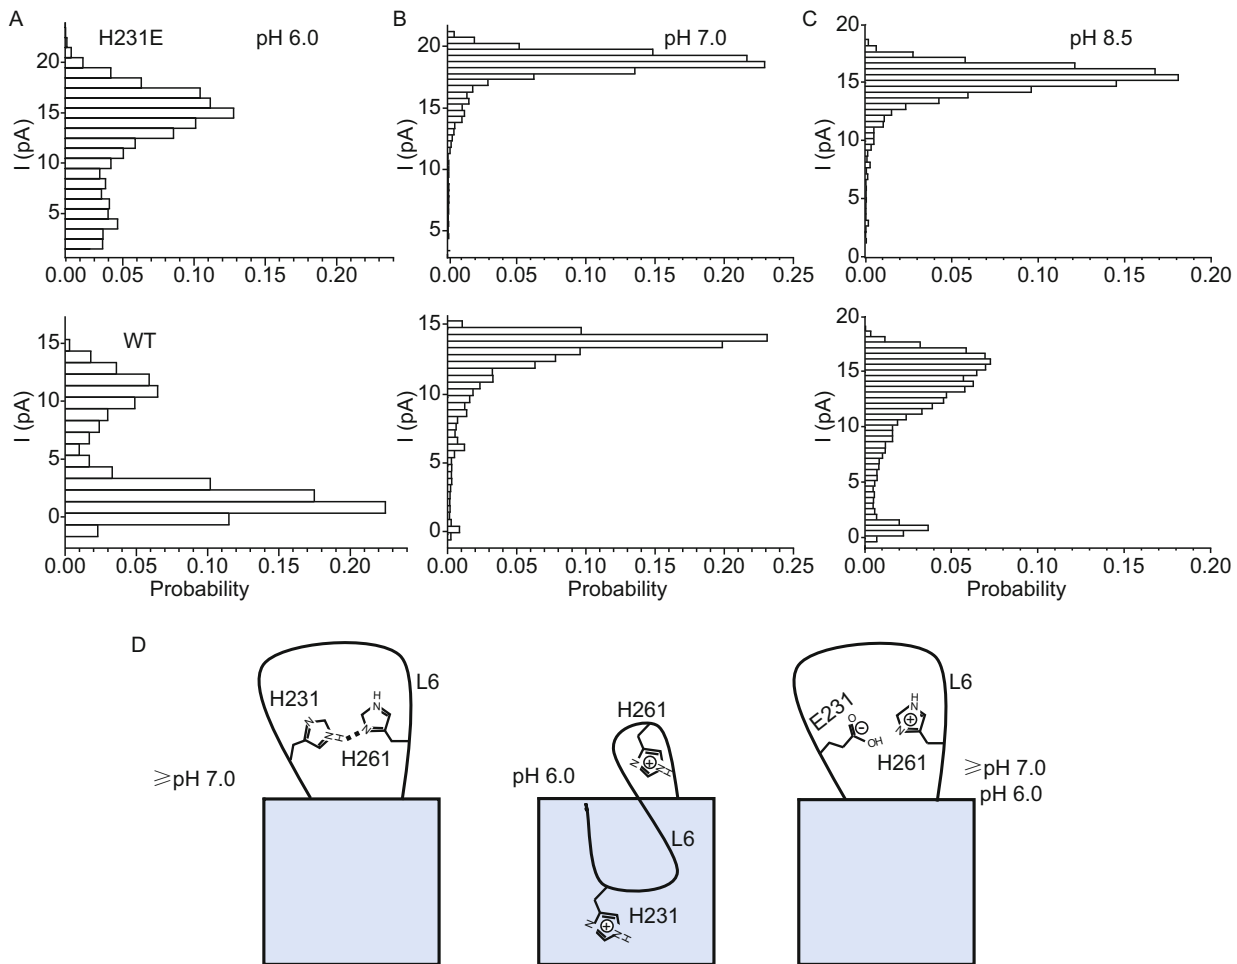 A
H231E
pH 6.0
I (pA)
20
15
10
5
0.00 0.05 0.10 0.15 0.20
B
pH 7.0
I (pA)
20
15
10
5
0.00 0.05 0.10 0.15 0.20 0.25
C
pH 8.5
I (pA)
20
15
10
5
0
0.00 0.05 0.10 0.15 0.20
WT
I (pA)
15
10
5
0
0.00 0.05 0.10 0.15 0.20
Probability
I (pA)
15
10
5
0
0.00 0.05 0.10 0.15 0.20 0.25
Probability
I (pA)
20
15
10
5
0
0.00 0.05 0.10 0.15 0.20
Probability
D
H231
L6
N
N
H
H
N
N
H261
≥pH 7.0
H261
N
N
H
⊕
pH 6.0
L6
H231
N
N
H
⊕
L6
E231
O
⊖
OH
H
N
N
⊕
H261
≥pH 7.0
pH 6.0